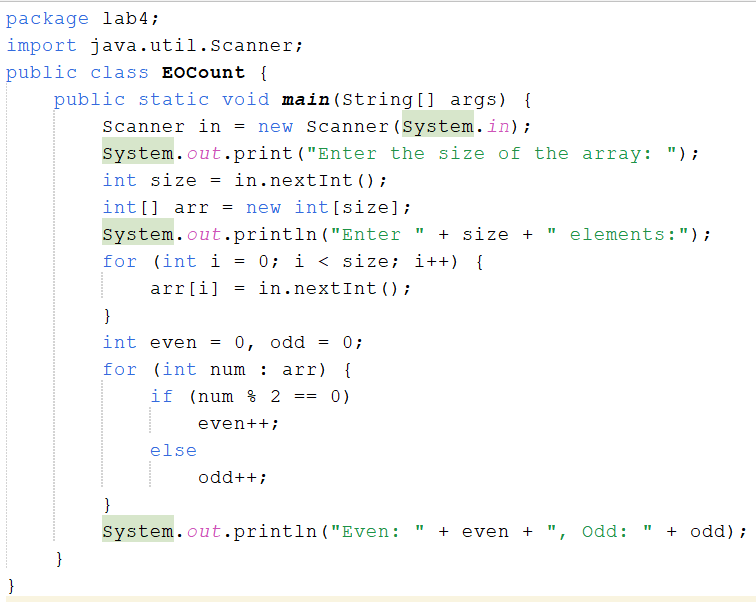 package lab4;
import java.util.Scanner;
public class EOCount {
    public static void main(String[] args) {
        Scanner in = new Scanner(System.in);
        System.out.print("Enter the size of the array: ");
        int size = in.nextInt();
        int[] arr = new int[size];
        System.out.println("Enter " + size + " elements:");
        for (int i = 0; i < size; i++) {
            arr[i] = in.nextInt();
        }
        int even = 0, odd = 0;
        for (int num : arr) {
            if (num % 2 == 0)
                even++;
            else
                odd++;
        }
        System.out.println("Even: " + even + ", Odd: " + odd);
    }
}